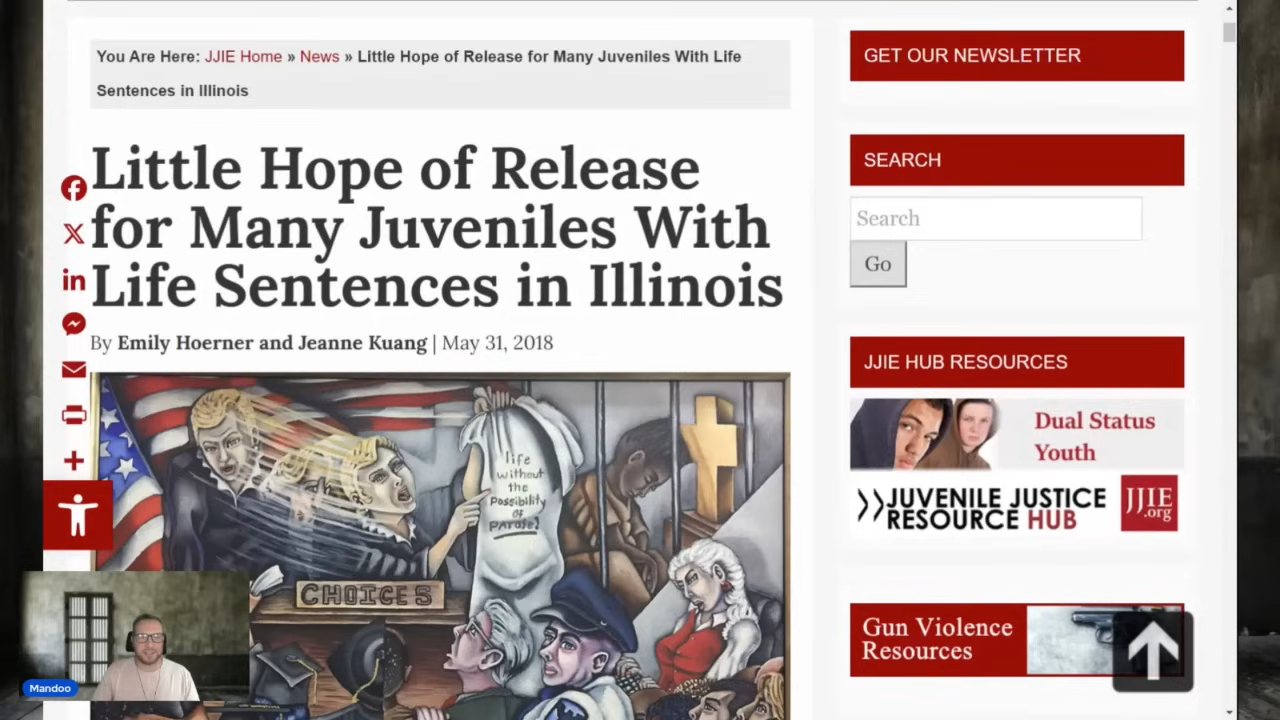 You Are Here: JJIE Home » News » Little Hope of Release for Many Juveniles With Life
Sentences in Illinois
Little Hope of Release
for Many Juveniles With
Life Sentences in Illinois
By Emily Hoerner and Jeanne Kuang | May 31, 2018
life
without
the
Possibility
of
Parole!
CHOICES
Mandoo
GET OUR NEWSLETTER
SEARCH
Search
Go
JJIE HUB RESOURCES
Dual Status
Youth
JUVENILE JUSTICE
RESOURCE HUB
JJIE
.org
Gun Violence
Resources